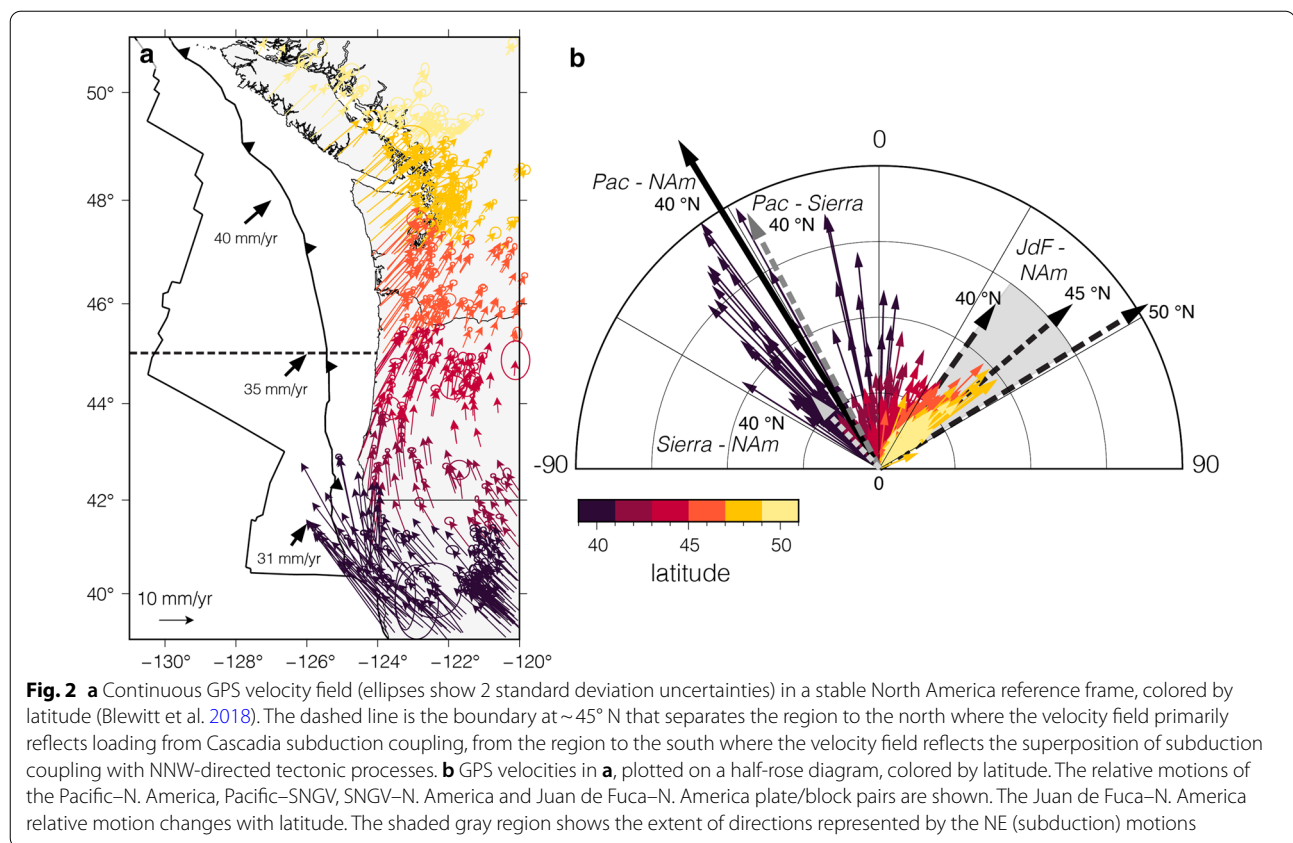 a
50°
48°
46°
44°
42°
40°
40 mm/yr
35 mm/yr
31 mm/yr
10 mm/yr
−130°
−128°
−126°
−124°
−122°
−120°
b
0
Pac - NAm
40 °N
Pac - Sierra
40 °N
JdF -
NAm
40 °N
45 °N
50 °N
40 °N
Sierra - NAm
-90
90
0
40
45
50
latitude
Fig. 2 a Continuous GPS velocity field (ellipses show 2 standard deviation uncertainties) in a stable North America reference frame, colored by
latitude (Blewitt et al. 2018). The dashed line is the boundary at ~ 45° N that separates the region to the north where the velocity field primarily
reflects loading from Cascadia subduction coupling, from the region to the south where the velocity field reflects the superposition of subduction
coupling with NNW-directed tectonic processes. b GPS velocities in a, plotted on a half-rose diagram, colored by latitude. The relative motions of
the Pacific–N. America, Pacific–SNGV, SNGV–N. America and Juan de Fuca–N. America plate/block pairs are shown. The Juan de Fuca–N. America
relative motion changes with latitude. The shaded gray region shows the extent of directions represented by the NE (subduction) motions